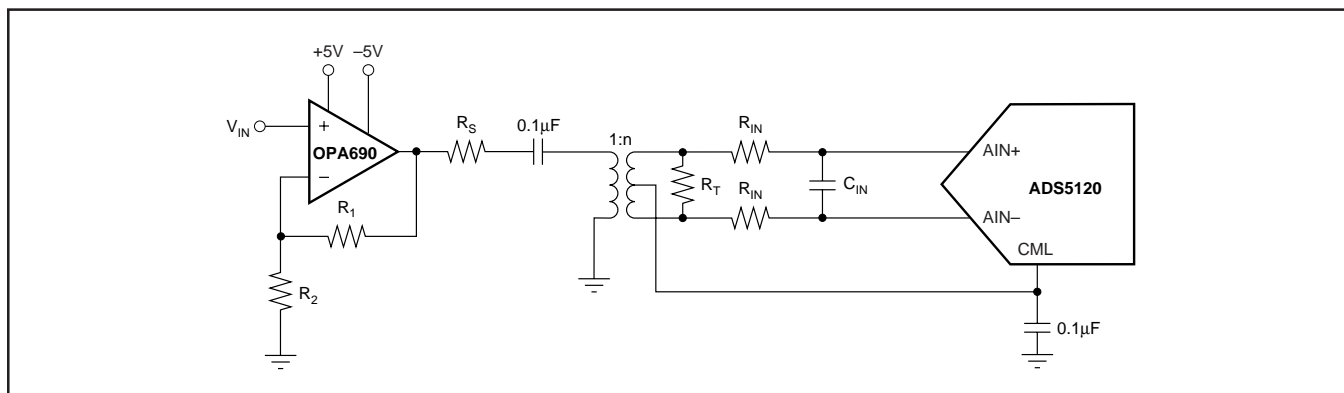 +5V –5V
V_IN
+
OPA690
–
R_S
0.1µF
1:n
R_IN
R_T
R_IN
C_IN
AIN+
ADS5120
AIN–
CML
R_1
R_2
0.1µF